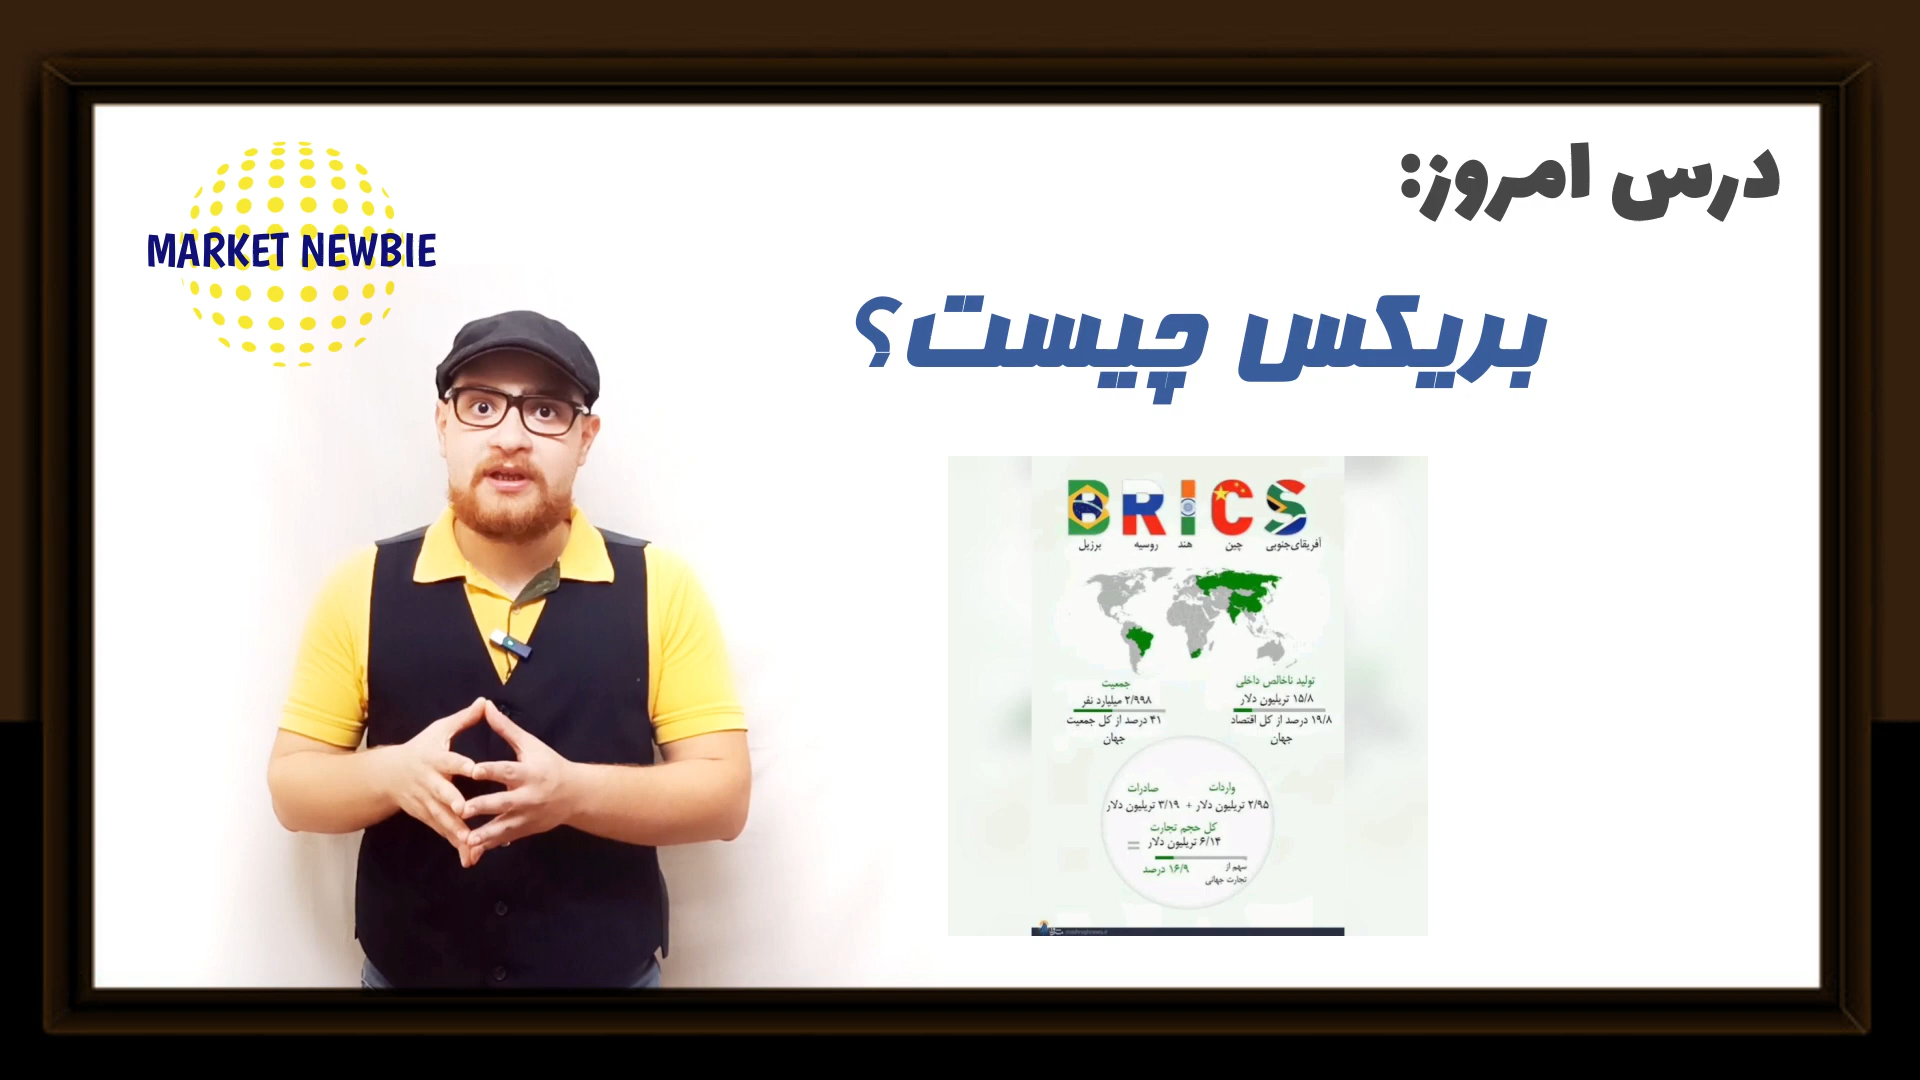 MARKET NEWBIE
درس امروز:
بریکس چیست؟
BRICS
برزیل روسیه هند چین آفریقای‌جنوبی
جمعیت
۲/۹۹۸ میلیارد نفر
۴۱ درصد از کل جمعیت
جهان
تولید ناخالص داخلی
۱۵/۸ تریلیون دلار
۱۹/۸ درصد از کل اقتصاد
جهان
واردات صادرات
۲/۹۵ تریلیون دلار + ۳/۱۹ تریلیون دلار
کل حجم تجارت
= ۶/۱۴ تریلیون دلار
سهم از
تجارت جهانی
۱۶/۹ درصد